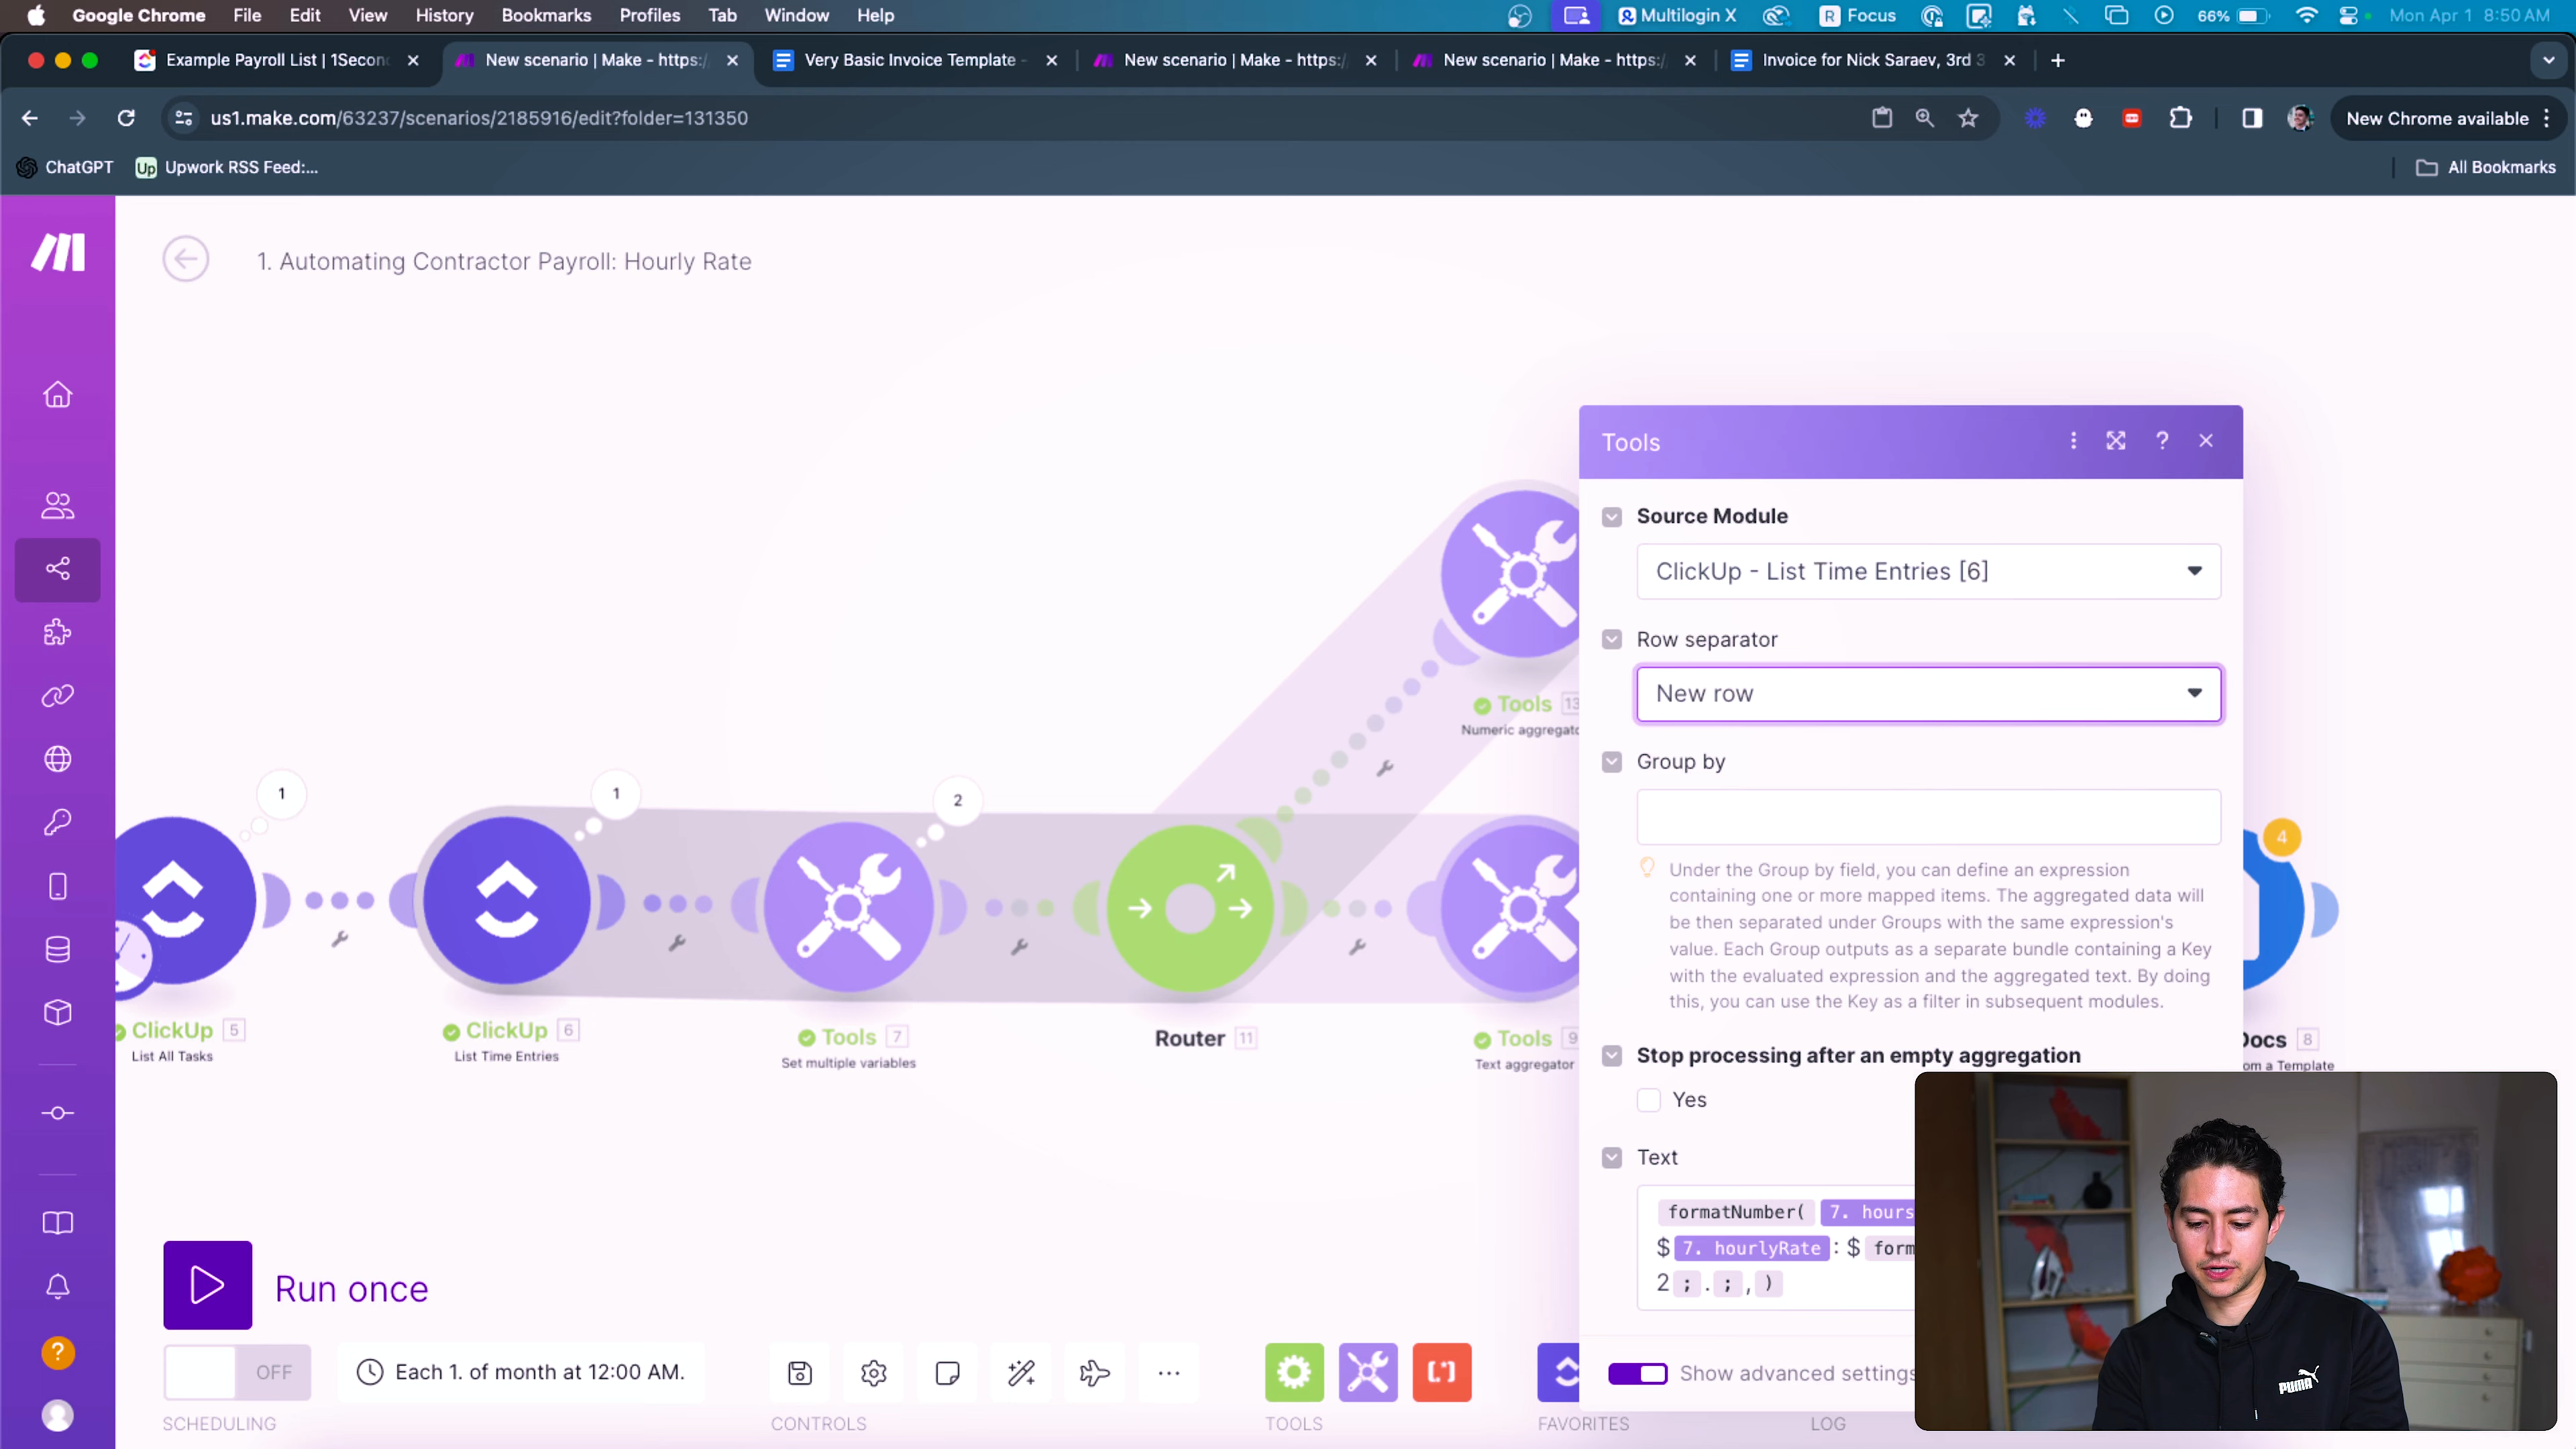 Google Chrome File Edit View History Bookmarks Profiles Tab Window Help Multilogin X R Focus 66% Mon Apr 1 8:50 AM
Example Payroll List | 1Secon New scenario | Make - https:/ Very Basic Invoice Template - New scenario | Make - https:/ New scenario | Make - https:/ Invoice for Nick Saraev, 3rd
us1.make.com/63237/scenarios/2185916/edit?folder=131350 New Chrome available
ChatGPT Up Upwork RSS Feed:... All Bookmarks
1. Automating Contractor Payroll: Hourly Rate
Tools
Source Module
ClickUp - List Time Entries [6]
Row separator
New row
Tools 13
Numeric aggregato
Group by
1 1 2
4
Under the Group by field, you can define an expression
containing one or more mapped items. The aggregated data will
be then separated under Groups with the same expression's
value. Each Group outputs as a separate bundle containing a Key
with the evaluated expression and the aggregated text. By doing
this, you can use the Key as a filter in subsequent modules.
ClickUp 5
List All Tasks
ClickUp 6
List Time Entries
Tools 7
Set multiple variables
Router 11
Tools 9
Text aggregator
Docs 8
om a Template
Stop processing after an empty aggregation
Yes
Text
formatNumber( 7. hours
$ 7. hourlyRate : $ form
2 ; . ; , )
Run once
OFF Each 1. of month at 12:00 AM.
Show advanced settings
SCHEDULING CONTROLS TOOLS FAVORITES LOG
PUMA